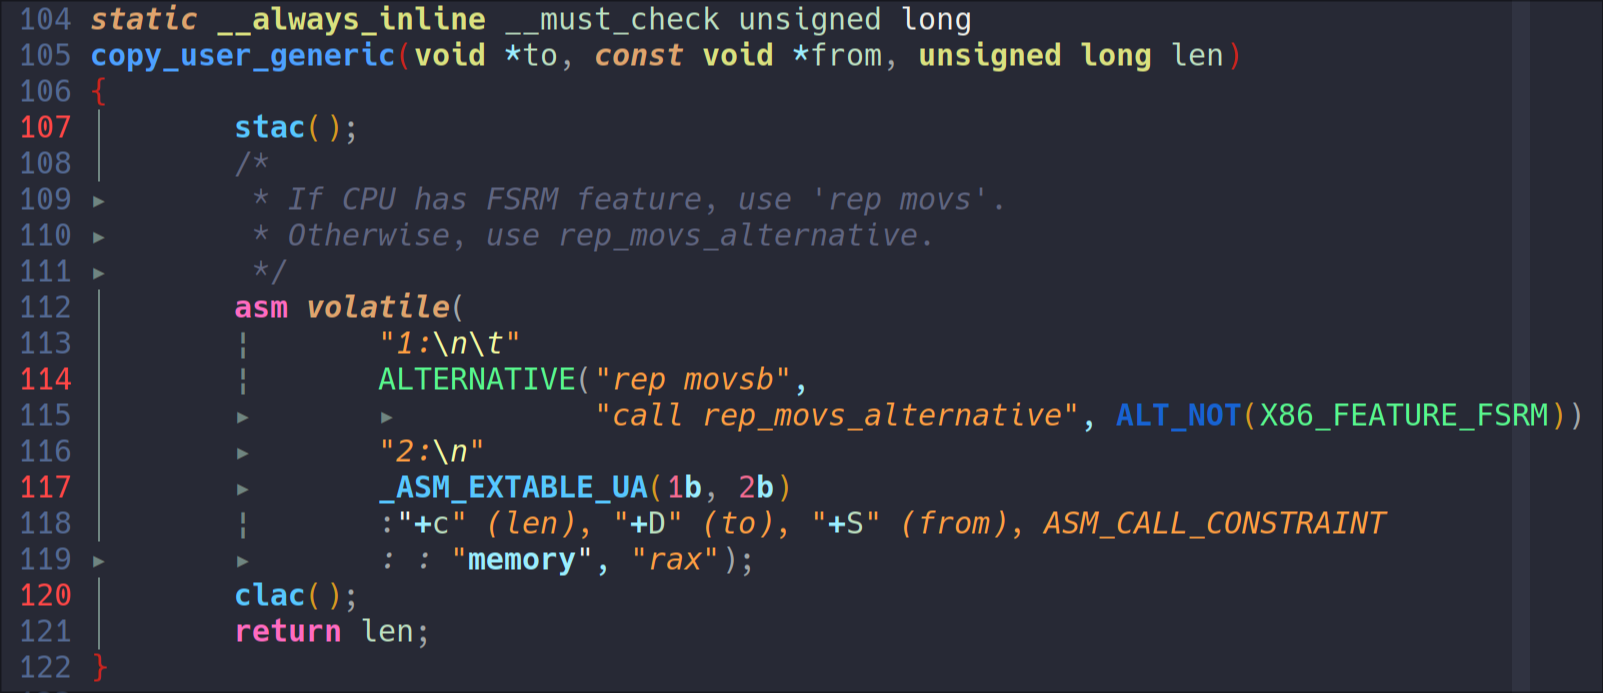 104 static __always_inline __must_check unsigned long
105 copy_user_generic(void *to, const void *from, unsigned long len)
106 {
107         stac();
108         /*
109          * If CPU has FSRM feature, use 'rep movs'.
110          * Otherwise, use rep_movs_alternative.
111          */
112         asm volatile(
113                 "1:\n\t"
114                 ALTERNATIVE("rep movsb",
115                             "call rep_movs_alternative", ALT_NOT(X86_FEATURE_FSRM))
116                 "2:\n"
117                 _ASM_EXTABLE_UA(1b, 2b)
118                 :"+c" (len), "+D" (to), "+S" (from), ASM_CALL_CONSTRAINT
119                 : : "memory", "rax");
120         clac();
121         return len;
122 }